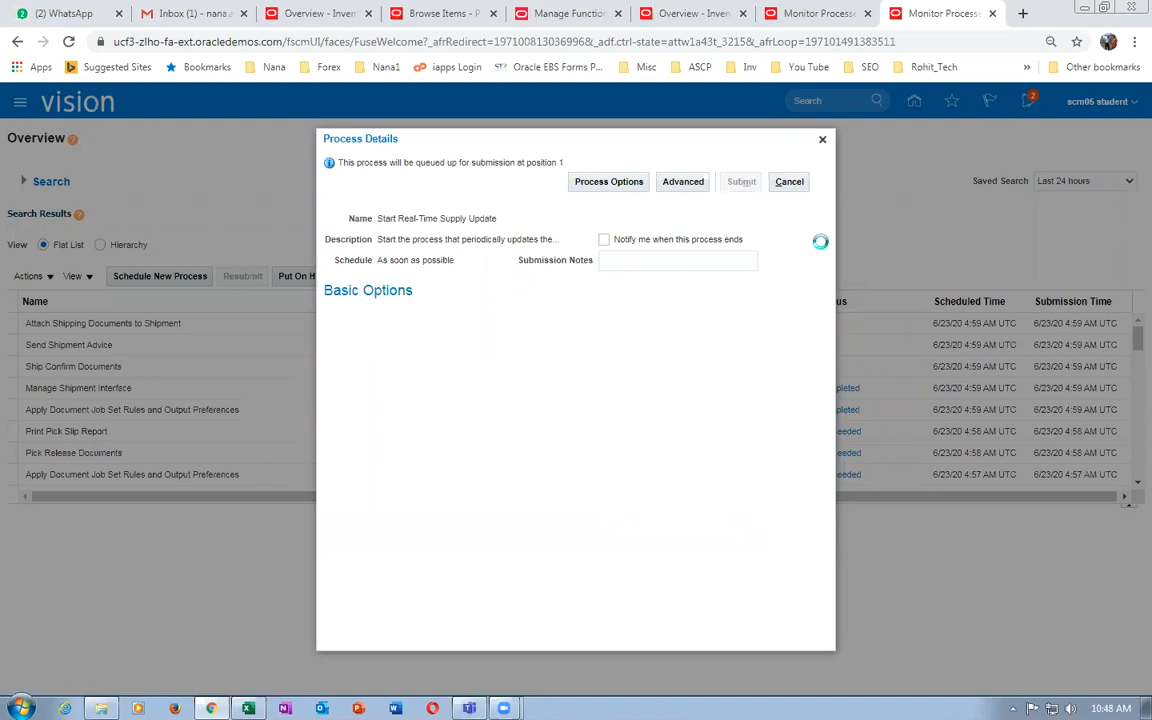 (2) WhatsApp
Inbox (1) - nana.
Overview - Inven
Browse Items - P
Manage Functio
Overview - Inven
Monitor Processe
Monitor Processe
ucf3-zlho-fa-ext.oracledemos.com/fscmUI/faces/FuseWelcome?_afrRedirect=197100813036996&_adf.ctrl-state=attw1a43t_3215&_afrLoop=197101491383511
Apps
Suggested Sites
Bookmarks
Nana
Forex
Nana1
iapps Login
Oracle EBS Forms P...
Misc
ASCP
Inv
You Tube
SEO
Rohit_Tech
»
Other bookmarks
vision
Search
2
scm05 student
Overview
Process Details
This process will be queued up for submission at position 1
Search
Saved Search Last 24 hours
Process Options
Advanced
Submit
Cancel
Search Results
Name Start Real-Time Supply Update
View Flat List Hierarchy
Description Start the process that periodically updates the...
Notify me when this process ends
Schedule As soon as possible
Submission Notes
Actions View Schedule New Process Resubmit Put On H
Basic Options
Name us Scheduled Time Submission Time
Attach Shipping Documents to Shipment 6/23/20 4:59 AM UTC 6/23/20 4:59 AM UTC
Send Shipment Advice 6/23/20 4:59 AM UTC 6/23/20 4:59 AM UTC
Ship Confirm Documents 6/23/20 4:59 AM UTC 6/23/20 4:59 AM UTC
Manage Shipment Interface pleted 6/23/20 4:59 AM UTC 6/23/20 4:59 AM UTC
Apply Document Job Set Rules and Output Preferences pleted 6/23/20 4:59 AM UTC 6/23/20 4:59 AM UTC
Print Pick Slip Report eeded 6/23/20 4:58 AM UTC 6/23/20 4:58 AM UTC
Pick Release Documents eeded 6/23/20 4:58 AM UTC 6/23/20 4:58 AM UTC
Apply Document Job Set Rules and Output Preferences eeded 6/23/20 4:57 AM UTC 6/23/20 4:57 AM UTC
10:48 AM